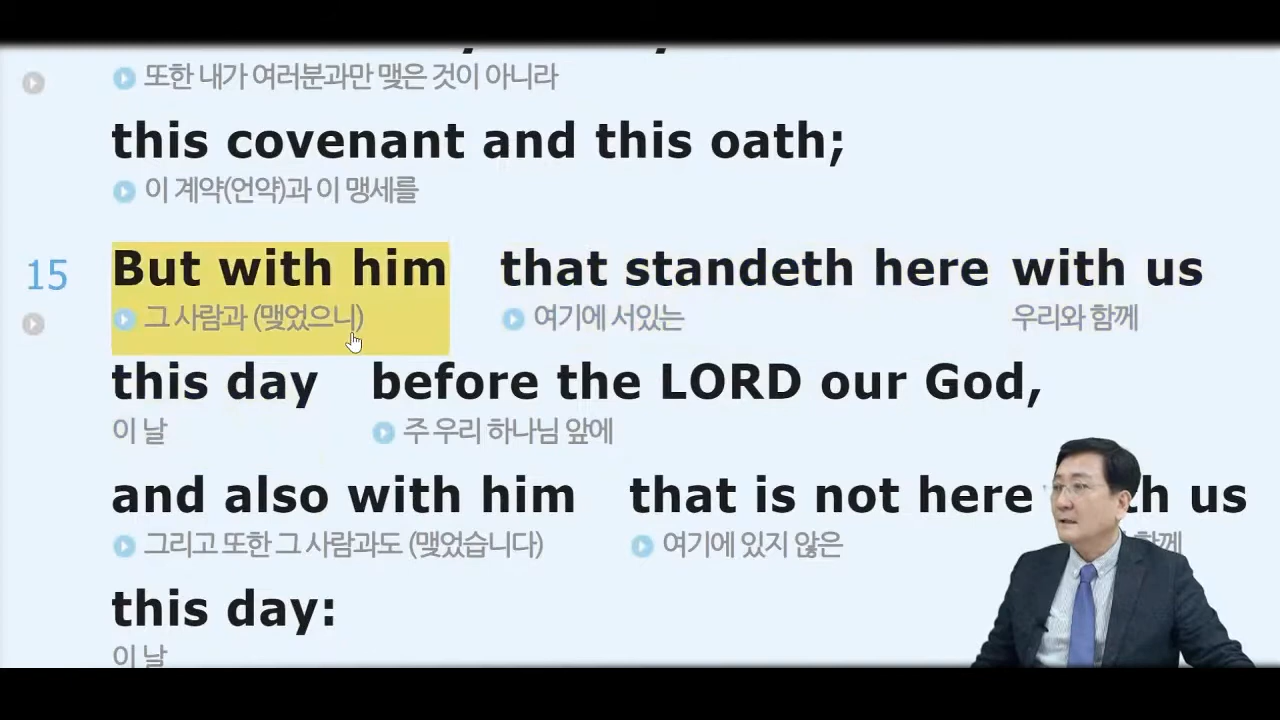 또한 내가 여러분과만 맺은 것이 아니라
this covenant and this oath;
이 계약(언약)과 이 맹세를
15 But with him that standeth here with us
그 사람과 (맺었으니) 여기에 서있는 우리와 함께
this day before the LORD our God,
이 날 주 우리 하나님 앞에
and also with him that is not here us
그리고 또한 그 사람과도 (맺었습니다) 여기에 있지 않은 함께
this day:
이 날